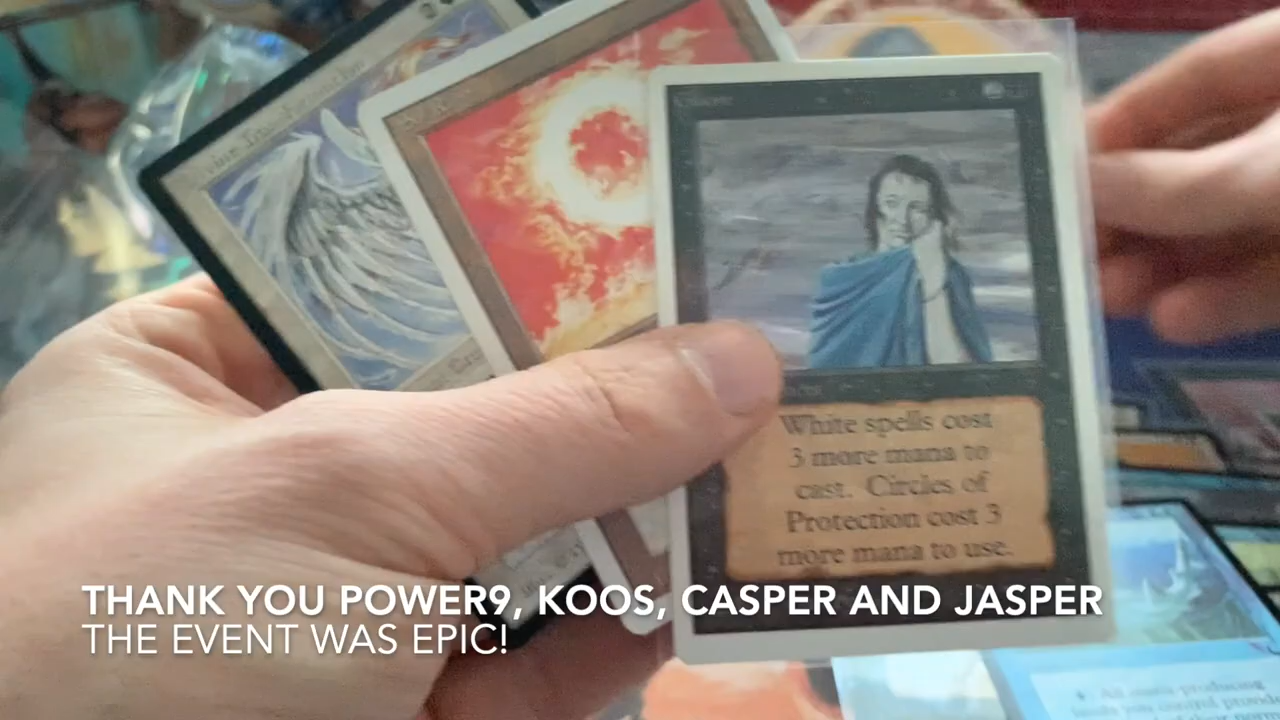 White spells cost
3 more mana to
cast. Circles of
Protection cost 3
more mana to use.
THANK YOU POWER9, KOOS, CASPER AND JASPER
THE EVENT WAS EPIC!